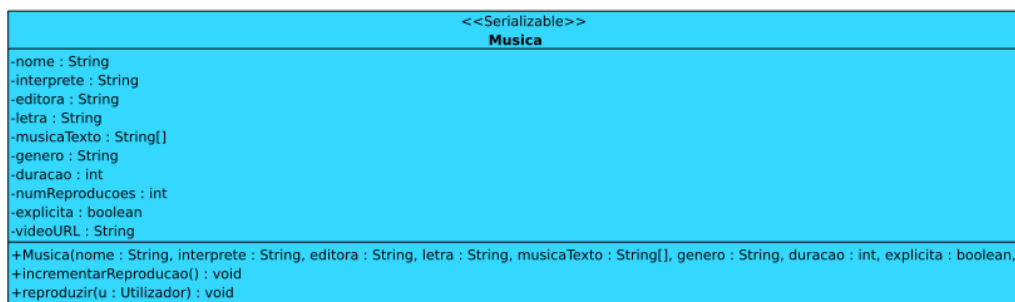 <<Serializable>>
Musica
-nome : String
-interprete : String
-editora : String
-letra : String
-musicaTexto : String[]
-genero : String
-duracao : int
-numReproducoes : int
-explicita : boolean
-videoURL : String
+Musica(nome : String, interprete : String, editora : String, letra : String, musicaTexto : String[], genero : String, duracao : int, explicita : boolean,
+incrementarReproducao() : void
+reproduzir(u : Utilizador) : void